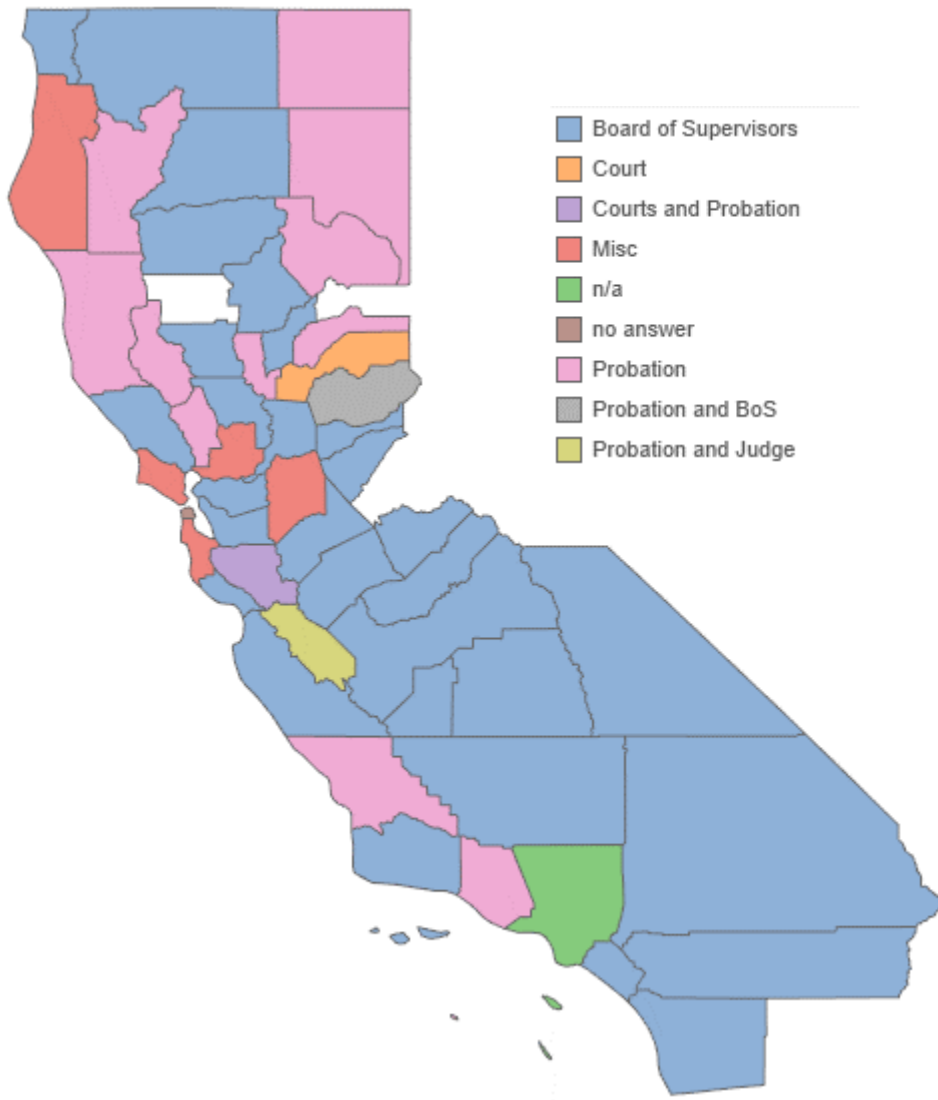 Board of Supervisors
Court
Courts and Probation
Misc
n/a
no answer
Probation
Probation and BoS
Probation and Judge